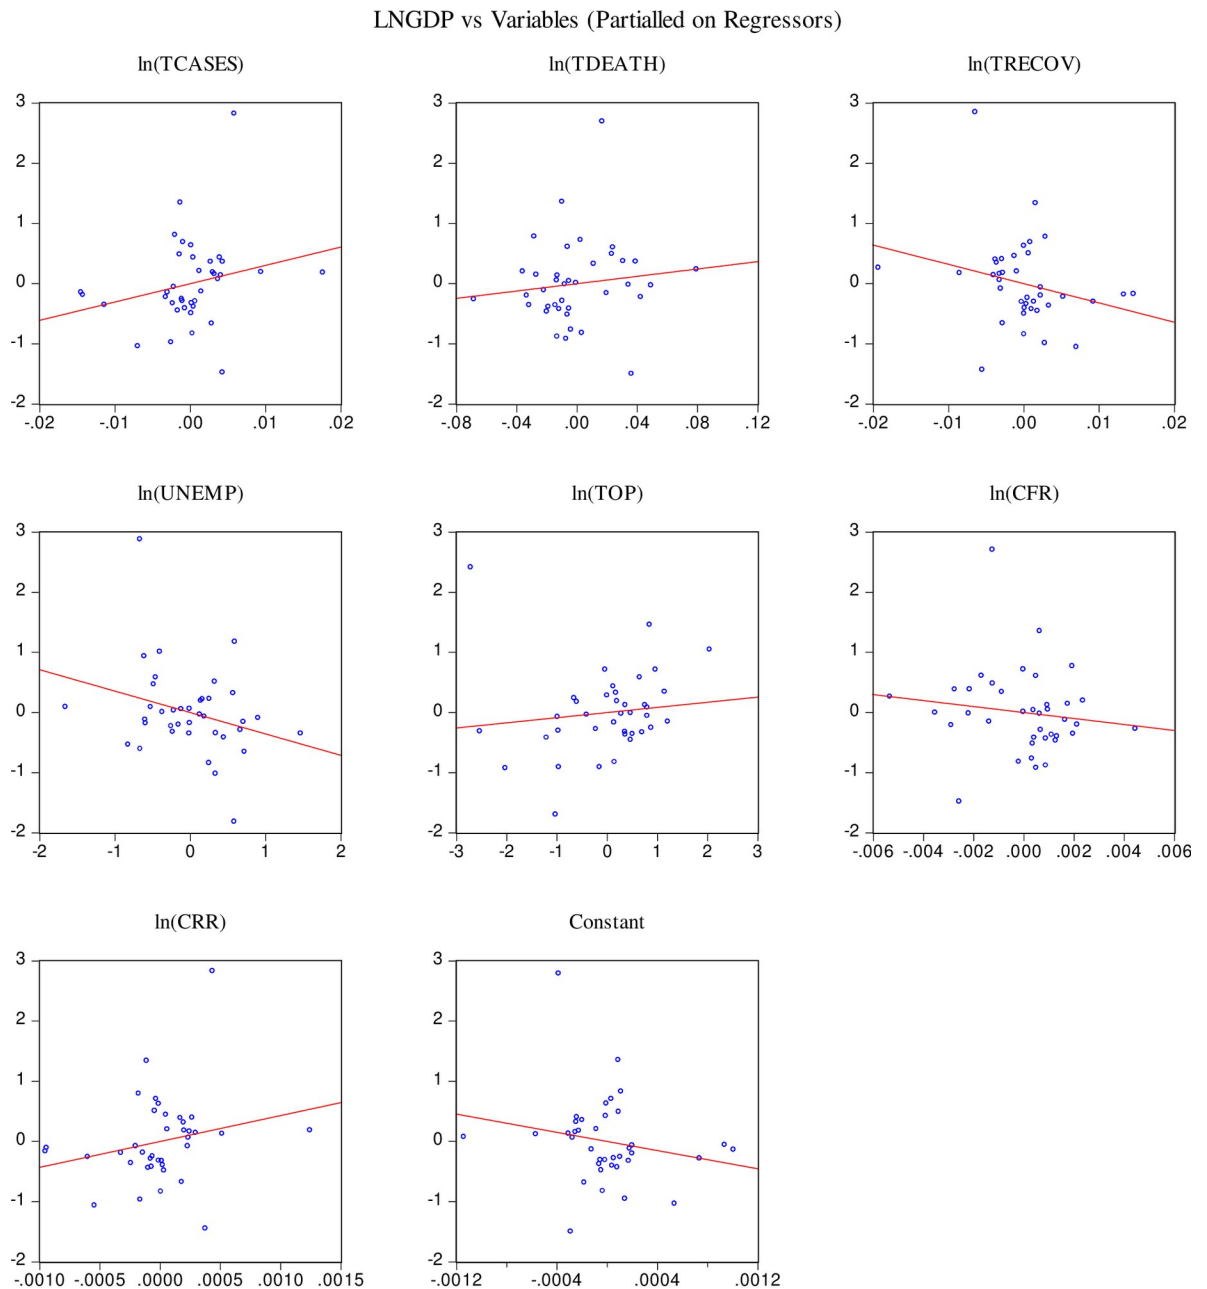 LNGDP vs Variables (Partialled on Regressors)
ln(TCASES) ln(TDEATH) ln(TRECOV)
3 3 3
2 2 2
1 1 1
0 0 0
-1 -1 -1
-2 -2 -2
-.02 -.01 .00 .01 .02 -.08 -.04 .00 .04 .08 .12 -.02 -.01 .00 .01 .02
ln(UNEMP) ln(TOP) ln(CFR)
3 3 3
2 2 2
1 1 1
0 0 0
-1 -1 -1
-2 -2 -2
-2 -1 0 1 2 -3 -2 -1 0 1 2 3 -.006 -.004 -.002 .000 .002 .004 .006
ln(CRR) Constant
3 3
2 2
1 1
0 0
-1 -1
-2 -2
-.0010 -.0005 .0000 .0005 .0010 .0015 -.0012 -.0004 .0004 .0012